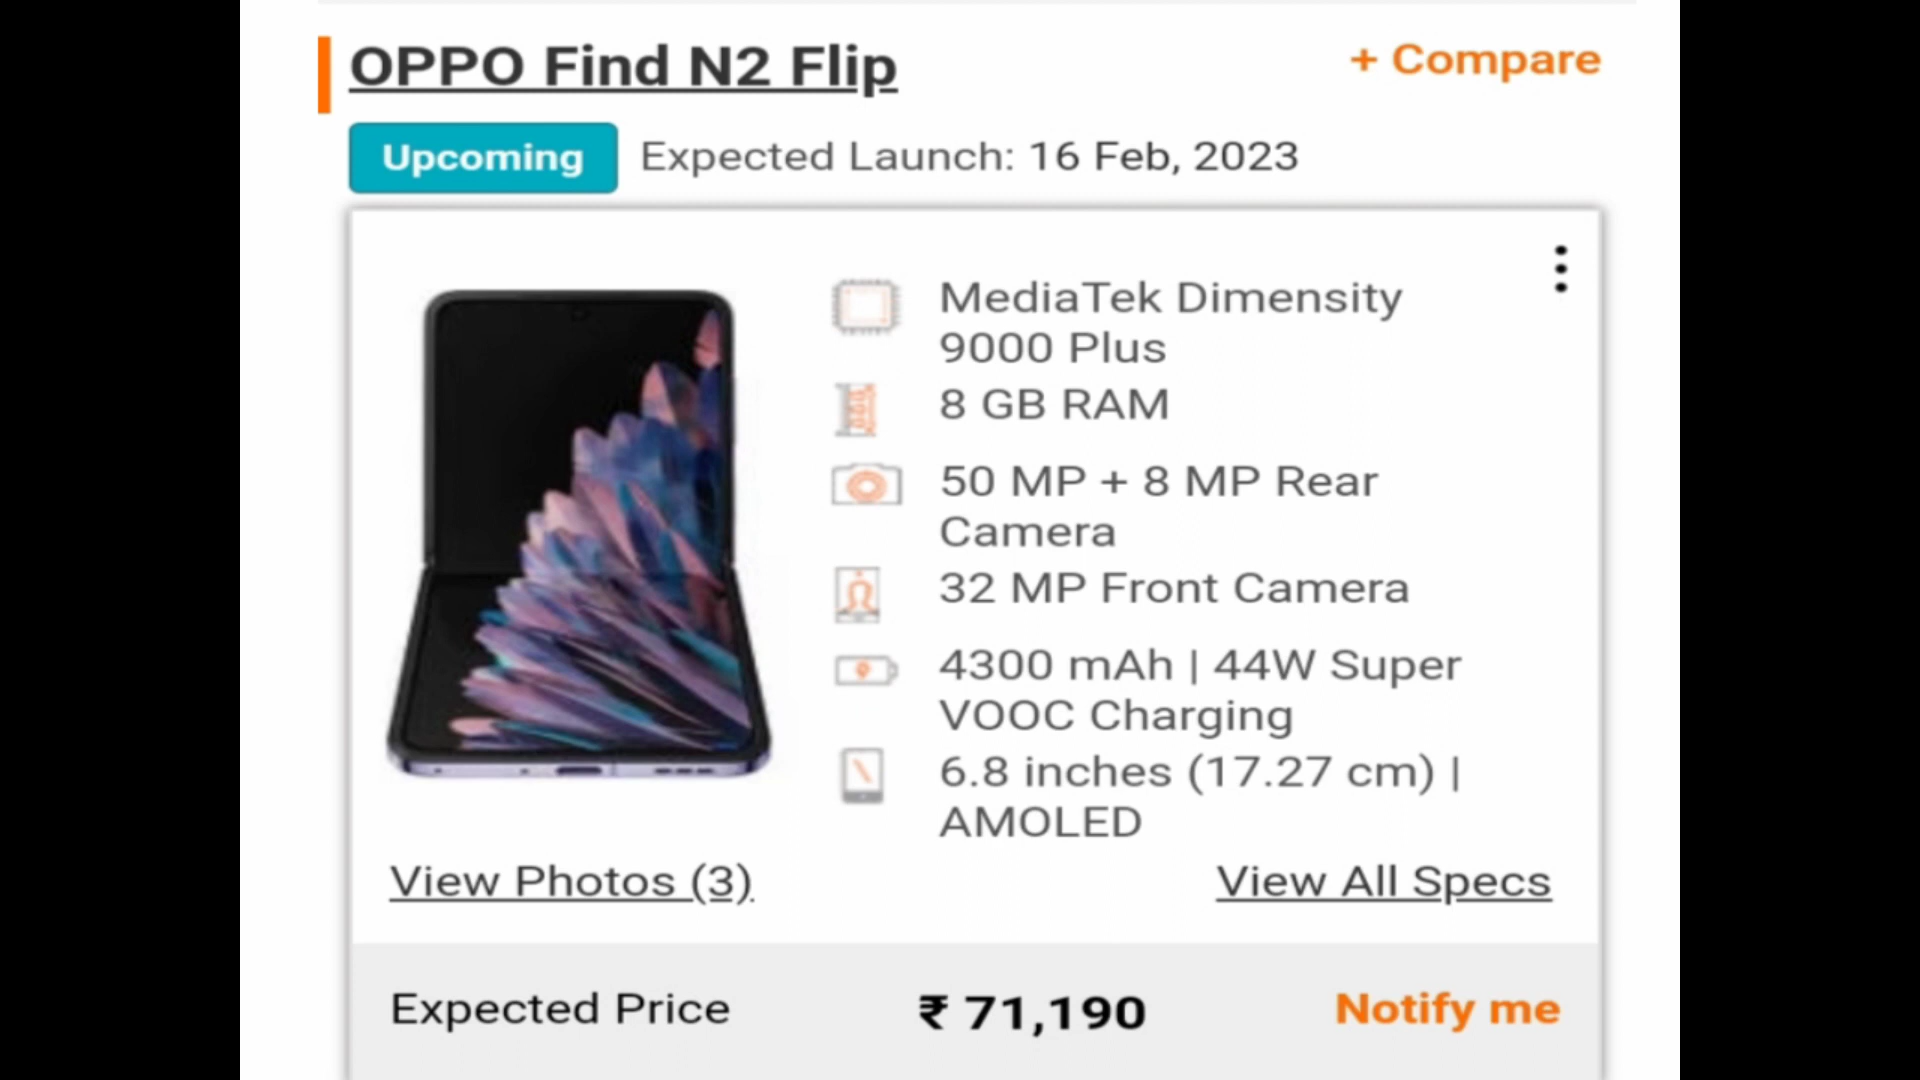 OPPO Find N2 Flip
+ Compare
Upcoming
Expected Launch: 16 Feb, 2023
MediaTek Dimensity
9000 Plus
8 GB RAM
50 MP + 8 MP Rear
Camera
32 MP Front Camera
4300 mAh | 44W Super
VOOC Charging
6.8 inches (17.27 cm) |
AMOLED
View Photos (3)
View All Specs
Expected Price
₹ 71,190
Notify me